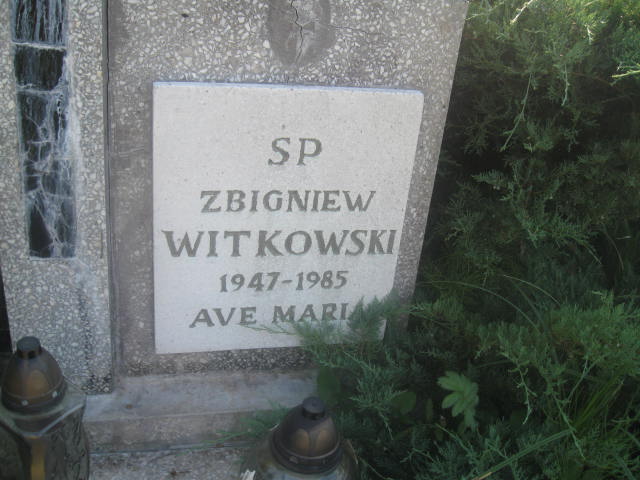 SP
ZBIGNIEW
WITKOWSKI
1947-1985
AVE MARIA